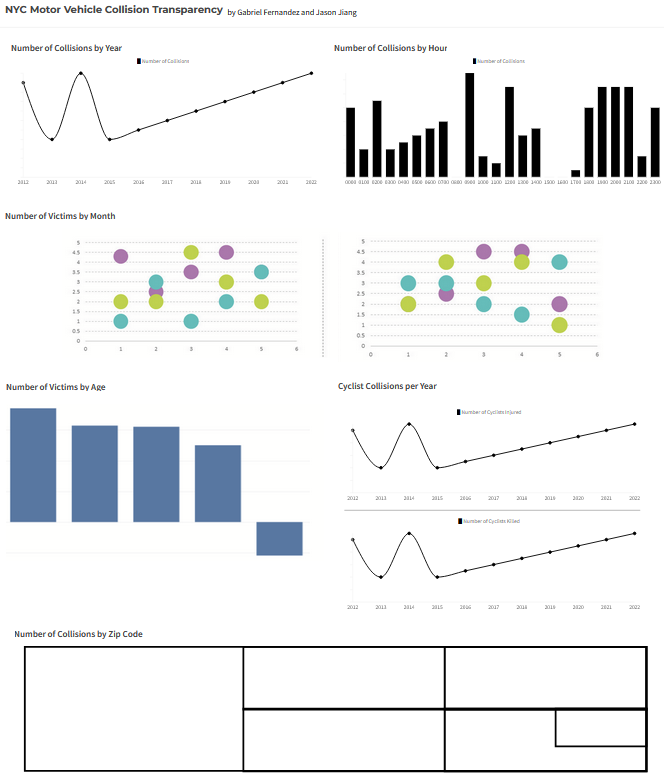 NYC Motor Vehicle Collision Transparency by Gabriel Fernandez and Jason Jiang
Number of Collisions by Year
Number of Collisions by Hour
Number of Collisions
Number of Collisions
2012 2013 2014 2015 2016 2017 2018 2019 2020 2021 2022
0000 0100 0200 0300 0400 0500 0600 0700 0800 0900 1000 1100 1200 1300 1400 1500 1600 1700 1800 1900 2000 2100 2200 2300
Number of Victims by Month
5
4.5
4
3.5
3
2.5
2
1.5
1
0.5
0
0 1 2 3 4 5 6
5
4.5
4
3.5
3
2.5
2
1.5
1
0.5
0
0 1 2 3 4 5 6
Number of Victims by Age
Cyclist Collisions per Year
Number of Cyclists Injured
2012 2013 2014 2015 2016 2017 2018 2019 2020 2021 2022
Number of Cyclists Killed
2012 2013 2014 2015 2016 2017 2018 2019 2020 2021 2022
Number of Collisions by Zip Code